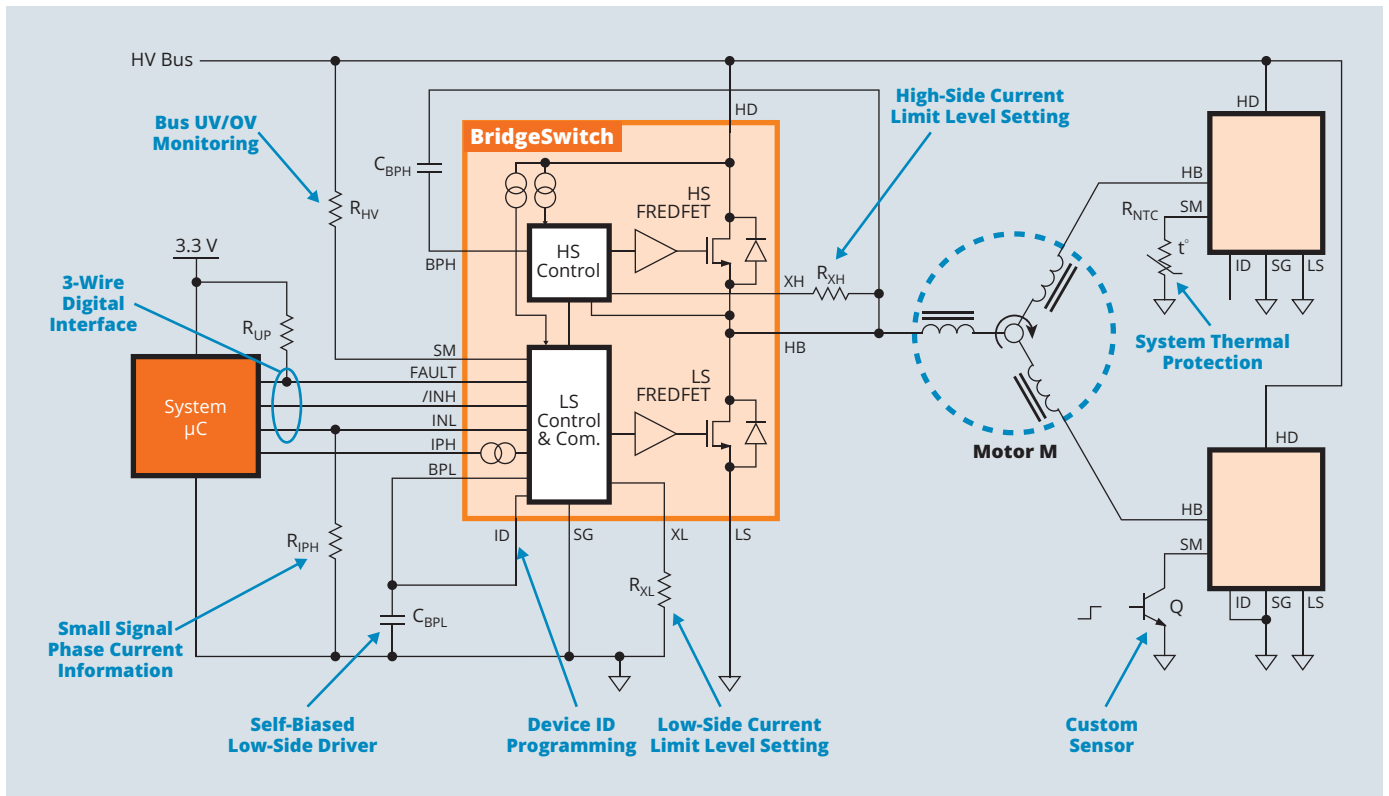 HV Bus
HD
High-Side Current
Limit Level Setting
HD
Bus UV/OV
Monitoring
BridgeSwitch
CBPH
HS
FREDFET
RHV
HB
RNTC
SM
t°
3.3 V
HS
Control
BPH
XH
RXH
ID
SG
LS
3-Wire
Digital
Interface
RUP
HB
System Thermal
Protection
SM
FAULT
/INH
INL
IPH
BPL
System
µC
LS
Control
& Com.
LS
FREDFET
Motor M
HD
ID
SG
XL
LS
HB
SM
RIPH
RXL
CBPL
Q
ID
SG
LS
Small Signal
Phase Current
Information
Self-Biased
Low-Side Driver
Device ID
Programming
Low-Side Current
Limit Level Setting
Custom
Sensor